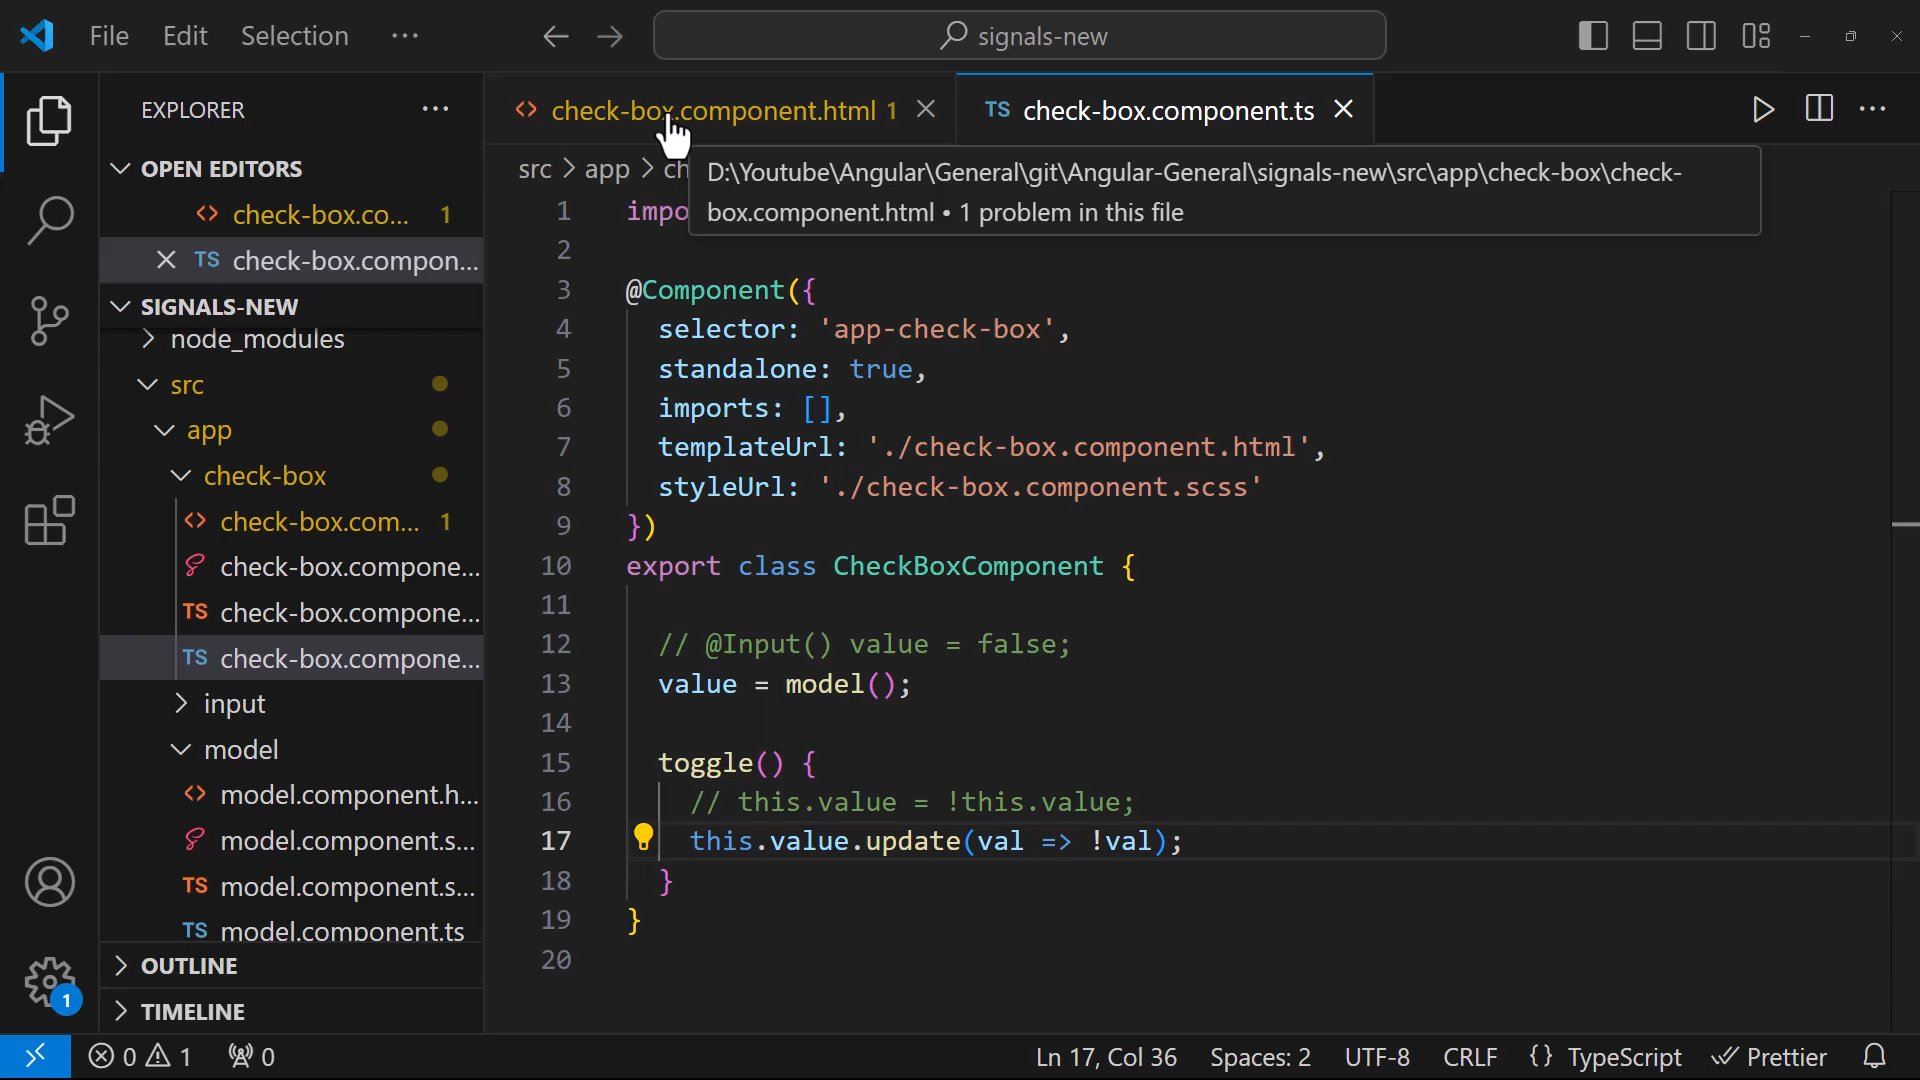 File Edit Selection ···
signals-new
EXPLORER ···
OPEN EDITORS
check-box.co... 1
TS check-box.compon...
SIGNALS-NEW
node_modules
src
app
check-box
check-box.com... 1
check-box.compone...
TS check-box.compone...
TS check-box.compone...
input
model
model.component.h...
model.component.s...
TS model.component.s...
TS model.component.ts
OUTLINE
TIMELINE
check-box.component.html 1
TS check-box.component.ts
src > app > ch
D:\Youtube\Angular\General\git\Angular-General\signals-new\src\app\check-box\check-
box.component.html • 1 problem in this file
1 impo
2
3 @Component({
4 selector: 'app-check-box',
5 standalone: true,
6 imports: [],
7 templateUrl: './check-box.component.html',
8 styleUrl: './check-box.component.scss'
9 })
10 export class CheckBoxComponent {
11
12 // @Input() value = false;
13 value = model();
14
15 toggle() {
16 // this.value = !this.value;
17 this.value.update(val => !val);
18 }
19 }
20
1
0 1 0
Ln 17, Col 36 Spaces: 2 UTF-8 CRLF {} TypeScript Prettier